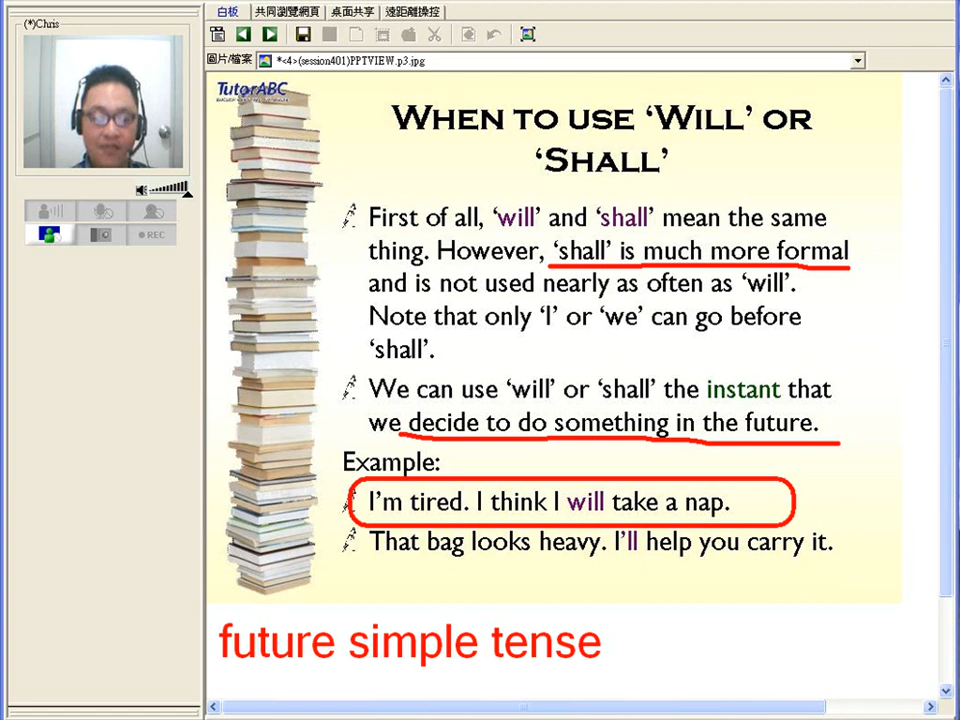 (*)Chris
白板
共同瀏覽網頁
桌面共享
遠距離操控
圖片/檔案
*<4>(session401)PPTVIEW.p3.jpg
REC
TutorABC
WHEN TO USE ‘WILL’ OR
‘SHALL’
First of all, ‘will’ and ‘shall’ mean the same
thing. However, ‘shall’ is much more formal
and is not used nearly as often as ‘will’.
Note that only ‘I’ or ‘we’ can go before
‘shall’.
We can use ‘will’ or ‘shall’ the instant that
we decide to do something in the future.
Example:
I’m tired. I think I will take a nap.
That bag looks heavy. I’ll help you carry it.
future simple tense